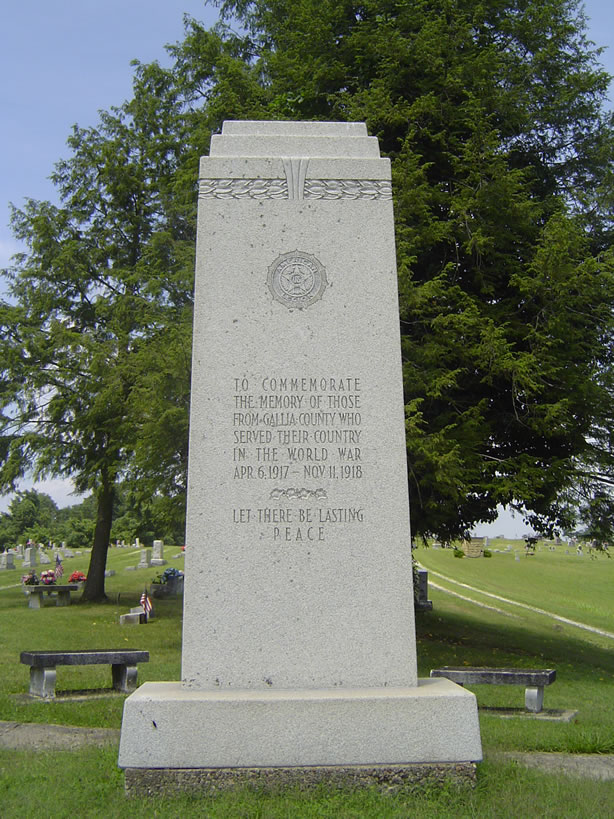 TO COMMEMORATE
THE MEMORY OF THOSE
FROM GALLIA COUNTY WHO
SERVED THEIR COUNTRY
IN THE WORLD WAR
APR. 6, 1917 – NOV. 11, 1918
LET THERE BE LASTING
PEACE